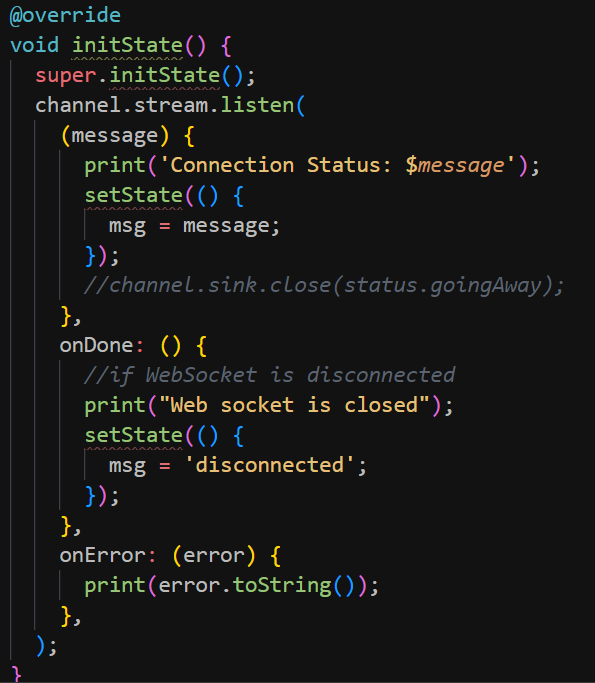 @override
void initState() {
  super.initState();
  channel.stream.listen(
    (message) {
      print('Connection Status: $message');
      setState(() {
        msg = message;
      });
      //channel.sink.close(status.goingAway);
    },
    onDone: () {
      //if WebSocket is disconnected
      print("Web socket is closed");
      setState(() {
        msg = 'disconnected';
      });
    },
    onError: (error) {
      print(error.toString());
    },
  );
}